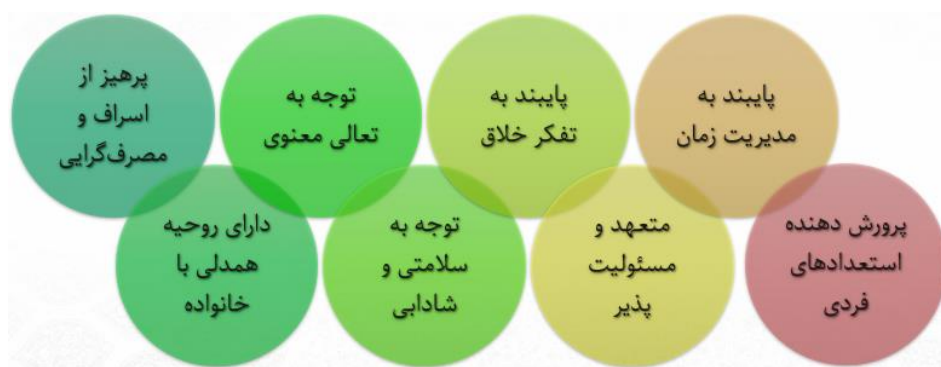 پایبند به
مدیریت زمان
پایبند به
تفکر خلاق
توجه به
تعالی معنوی
پرهیز از
اسراف و
مصرف‌گرایی
پرورش دهنده
استعدادهای
فردی
متعهد و
مسئولیت
پذیر
توجه به
سلامتی و
شادابی
دارای روحیه
همدلی با
خانواده